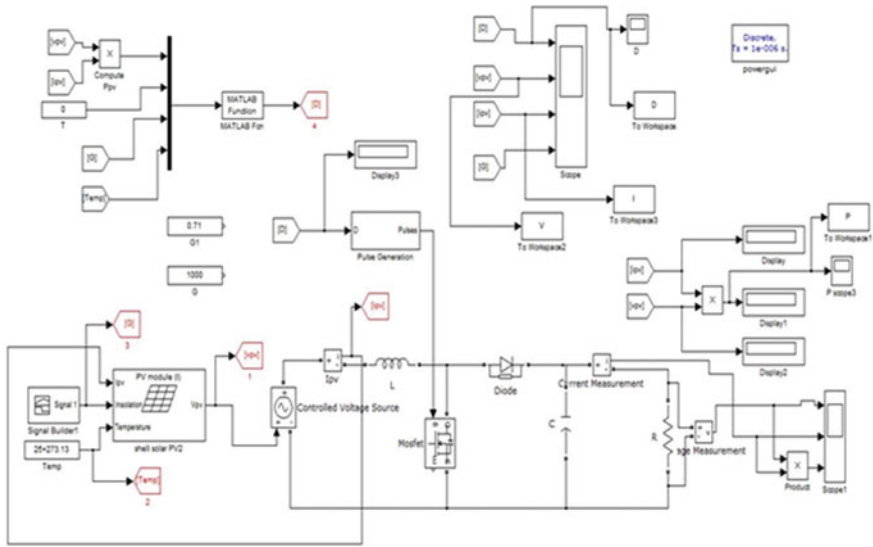 [vpv]
[Ipv]
X
Compute
Ppv
0
T
[G]
[Temp]
MATLAB
Function
MATLAB Fcn
[D]
4
[D]
[vpv]
[Ipv]
[G]
Scope
D
D
To Workspace
I
To Workspace3
V
To Workspace2
Discrete,
Ts = 1e-006 s.
powergui
Display3
[D]
D Pulses
Pulse Generation
0.71
G1
1000
G
P
To Workspace1
Display
[Ipv]
[vpv]
X
P scope3
Display1
Display2
[G]
3
[vpv]
1
[Ipv]
Ipv
L
Diode
Current Measurement
PV module (I)
Ipv
Insolation
Temperature
Vpv
shell solar PV2
Signal 1
Signal Builder1
25+273.13
Temp
[Temp]
2
Controlled Voltage Source
Mosfet
C
R
v
age Measurement
X
Product
Scope1